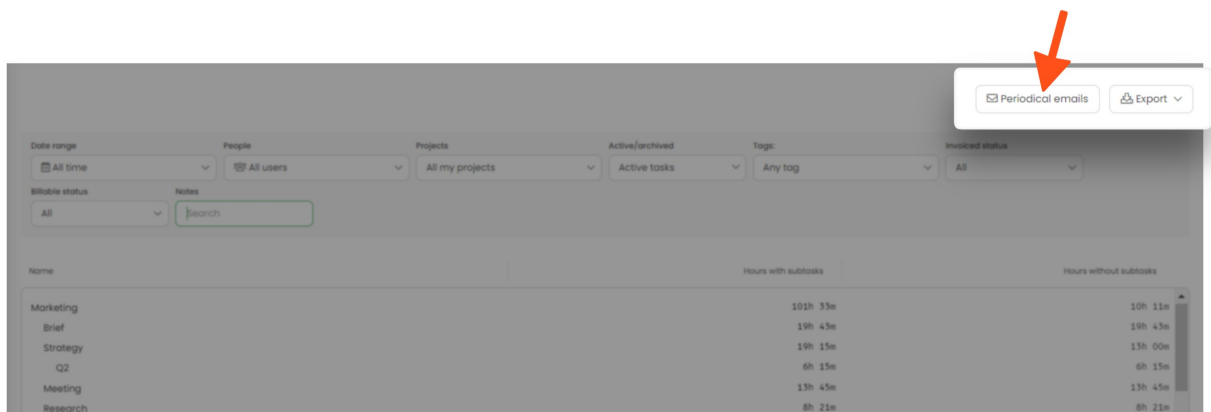 Periodical emails Export
Date range People Projects Active/archived Tags: Invoiced status
All time All users All my projects Active tasks Any tag All
Billable status Notes
All Search
Name Hours with subtasks Hours without subtasks
Marketing 101h 33m 10h 11m
Brief 19h 43m 19h 43m
Strategy 19h 15m 13h 00m
Q2 6h 15m 6h 15m
Meeting 13h 45m 13h 45m
Research 8h 21m 8h 21m